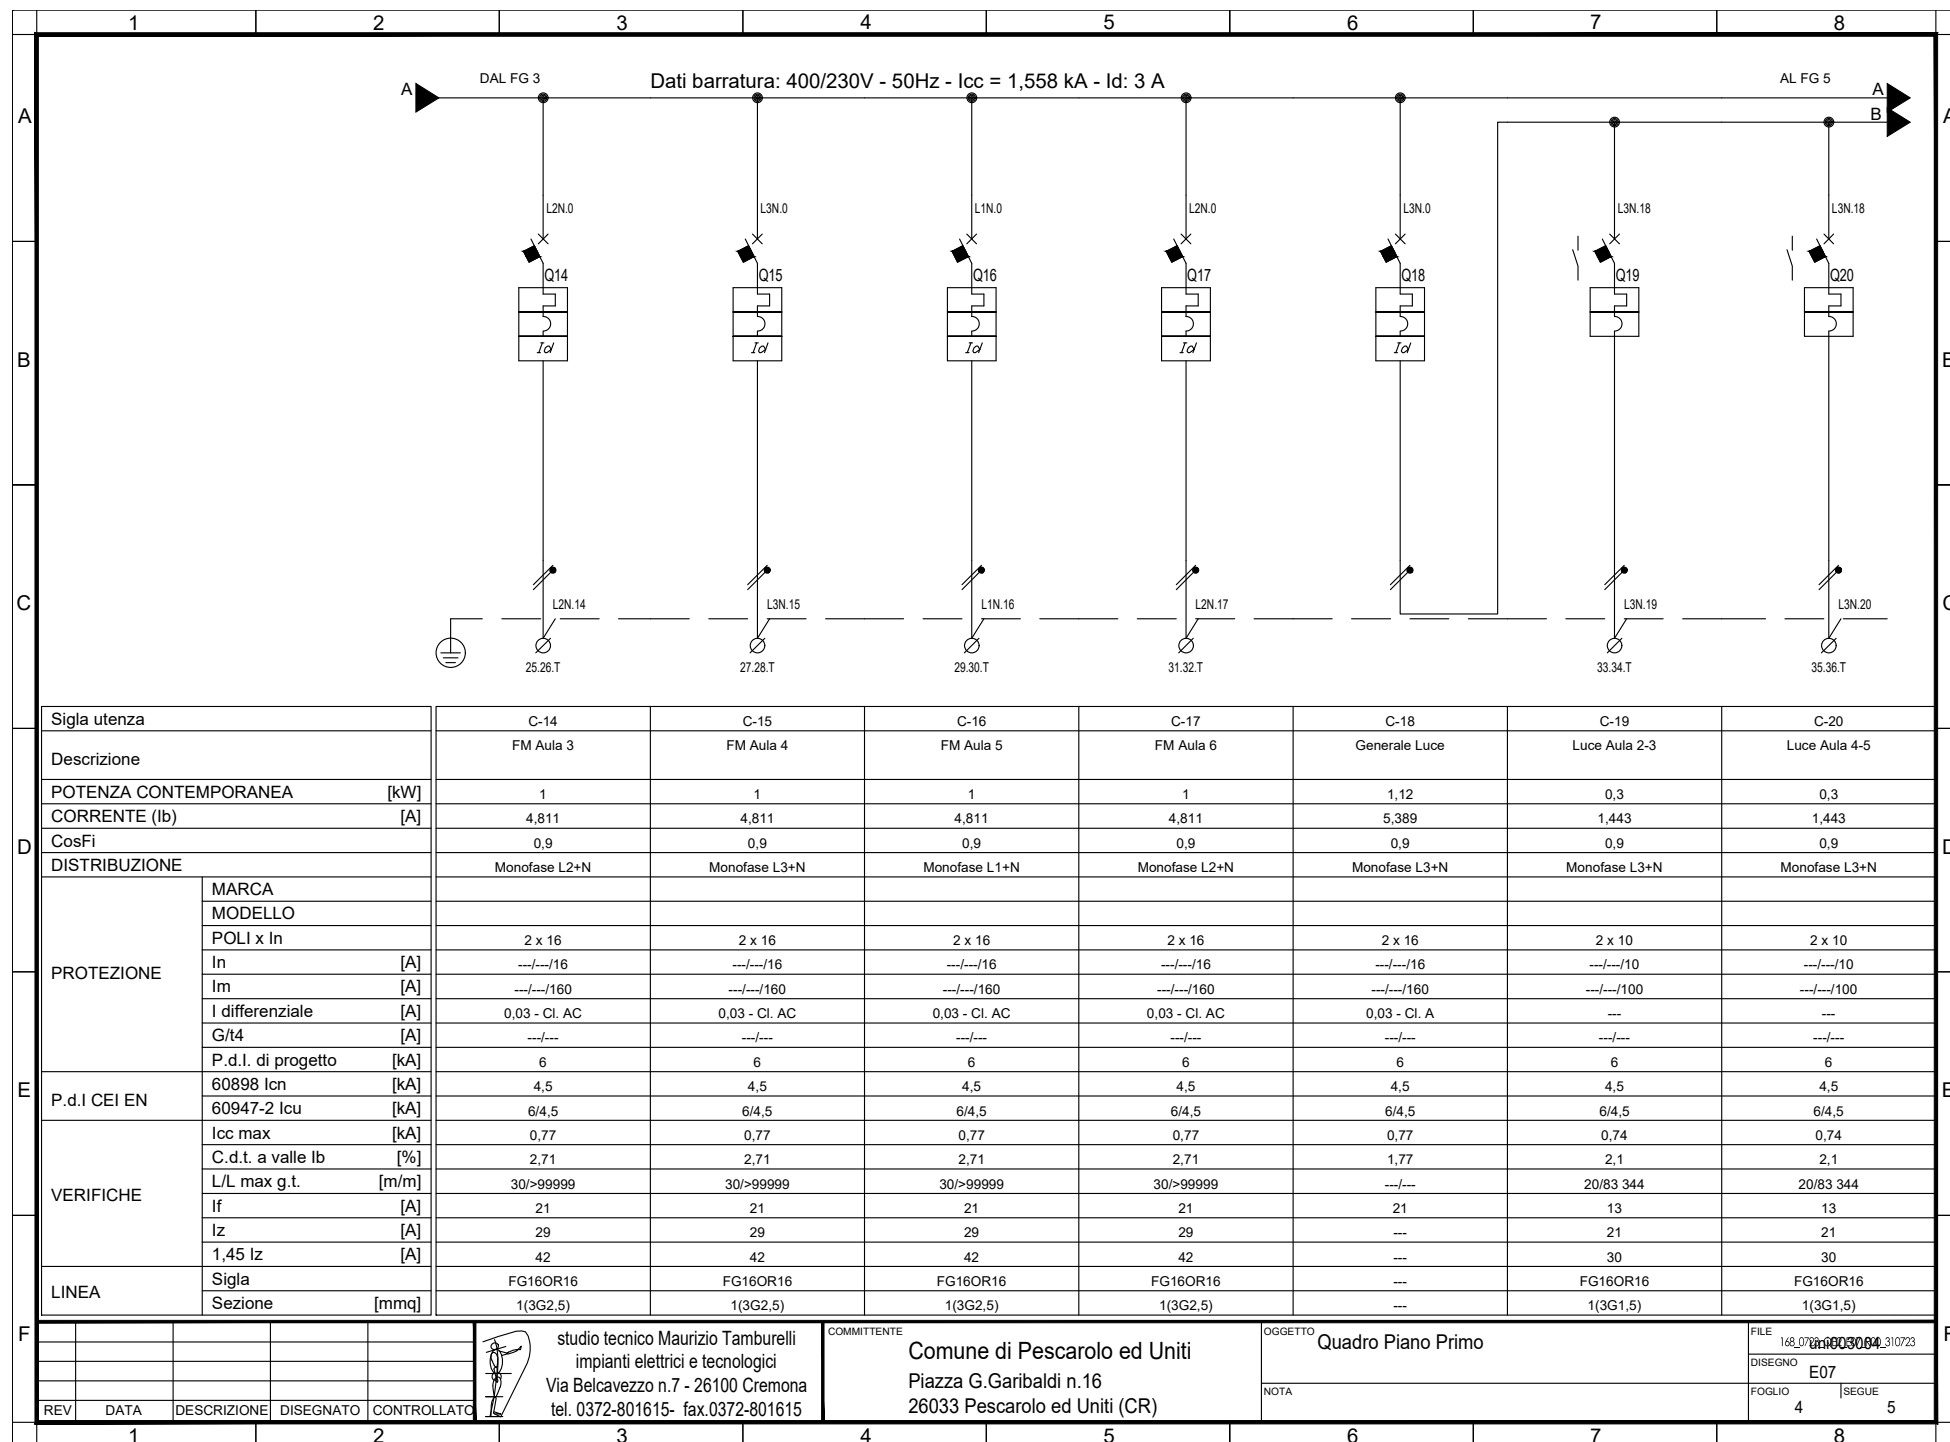 1 2 3 4 5 6 7 8
DAL FG 3
Dati barratura: 400/230V - 50Hz - Icc = 1,558 kA - Id: 3 A
AL FG 5
A A
B
A A
L2N.0 L3N.0 L1N.0 L2N.0 L3N.0 L3N.18 L3N.18
Q14 Q15 Q16 Q17 Q18 Q19 Q20
Id Id Id Id Id
B B
C C
L2N.14 L3N.15 L1N.16 L2N.17 L3N.19 L3N.20
25.26.T 27.28.T 29.30.T 31.32.T 33.34.T 35.36.T
Sigla utenza C-14 C-15 C-16 C-17 C-18 C-19 C-20
Descrizione FM Aula 3 FM Aula 4 FM Aula 5 FM Aula 6 Generale Luce Luce Aula 2-3 Luce Aula 4-5
POTENZA CONTEMPORANEA [kW] 1 1 1 1 1,12 0,3 0,3
CORRENTE (Ib) [A] 4,811 4,811 4,811 4,811 5,389 1,443 1,443
D D
CosFi 0,9 0,9 0,9 0,9 0,9 0,9 0,9
DISTRIBUZIONE Monofase L2+N Monofase L3+N Monofase L1+N Monofase L2+N Monofase L3+N Monofase L3+N Monofase L3+N
PROTEZIONE
MARCA
MODELLO
POLI x In 2 x 16 2 x 16 2 x 16 2 x 16 2 x 16 2 x 10 2 x 10
In [A] ---/---/16 ---/---/16 ---/---/16 ---/---/16 ---/---/16 ---/---/10 ---/---/10
Im [A] ---/---/160 ---/---/160 ---/---/160 ---/---/160 ---/---/160 ---/---/100 ---/---/100
I differenziale [A] 0,03 - Cl. AC 0,03 - Cl. AC 0,03 - Cl. AC 0,03 - Cl. AC 0,03 - Cl. A --- ---
G/t4 [A] ---/--- ---/--- ---/--- ---/--- ---/--- ---/--- ---/---
P.d.I. di progetto [kA] 6 6 6 6 6 6 6
E E
P.d.I CEI EN
60898 Icn [kA] 4,5 4,5 4,5 4,5 4,5 4,5 4,5
60947-2 Icu [kA] 6/4,5 6/4,5 6/4,5 6/4,5 6/4,5 6/4,5 6/4,5
VERIFICHE
Icc max [kA] 0,77 0,77 0,77 0,77 0,77 0,74 0,74
C.d.t. a valle Ib [%] 2,71 2,71 2,71 2,71 1,77 2,1 2,1
L/L max g.t. [m/m] 30/>99999 30/>99999 30/>99999 30/>99999 ---/--- 20/83 344 20/83 344
If [A] 21 21 21 21 21 13 13
Iz [A] 29 29 29 29 --- 21 21
1,45 Iz [A] 42 42 42 42 --- 30 30
LINEA
Sigla FG16OR16 FG16OR16 FG16OR16 FG16OR16 --- FG16OR16 FG16OR16
Sezione [mmq] 1(3G2,5) 1(3G2,5) 1(3G2,5) 1(3G2,5) --- 1(3G1,5) 1(3G1,5)
F F
REV DATA DESCRIZIONE DISEGNATO CONTROLLATO
studio tecnico Maurizio Tamburelli
impianti elettrici e tecnologici
Via Belcavezzo n.7 - 26100 Cremona
tel. 0372-801615- fax.0372-801615
COMMITTENTE
Comune di Pescarolo ed Uniti
Piazza G.Garibaldi n.16
26033 Pescarolo ed Uniti (CR)
OGGETTO
Quadro Piano Primo
NOTA
FILE
DISEGNO
E07
FOGLIO SEGUE
4 5
1 2 3 4 5 6 7 8